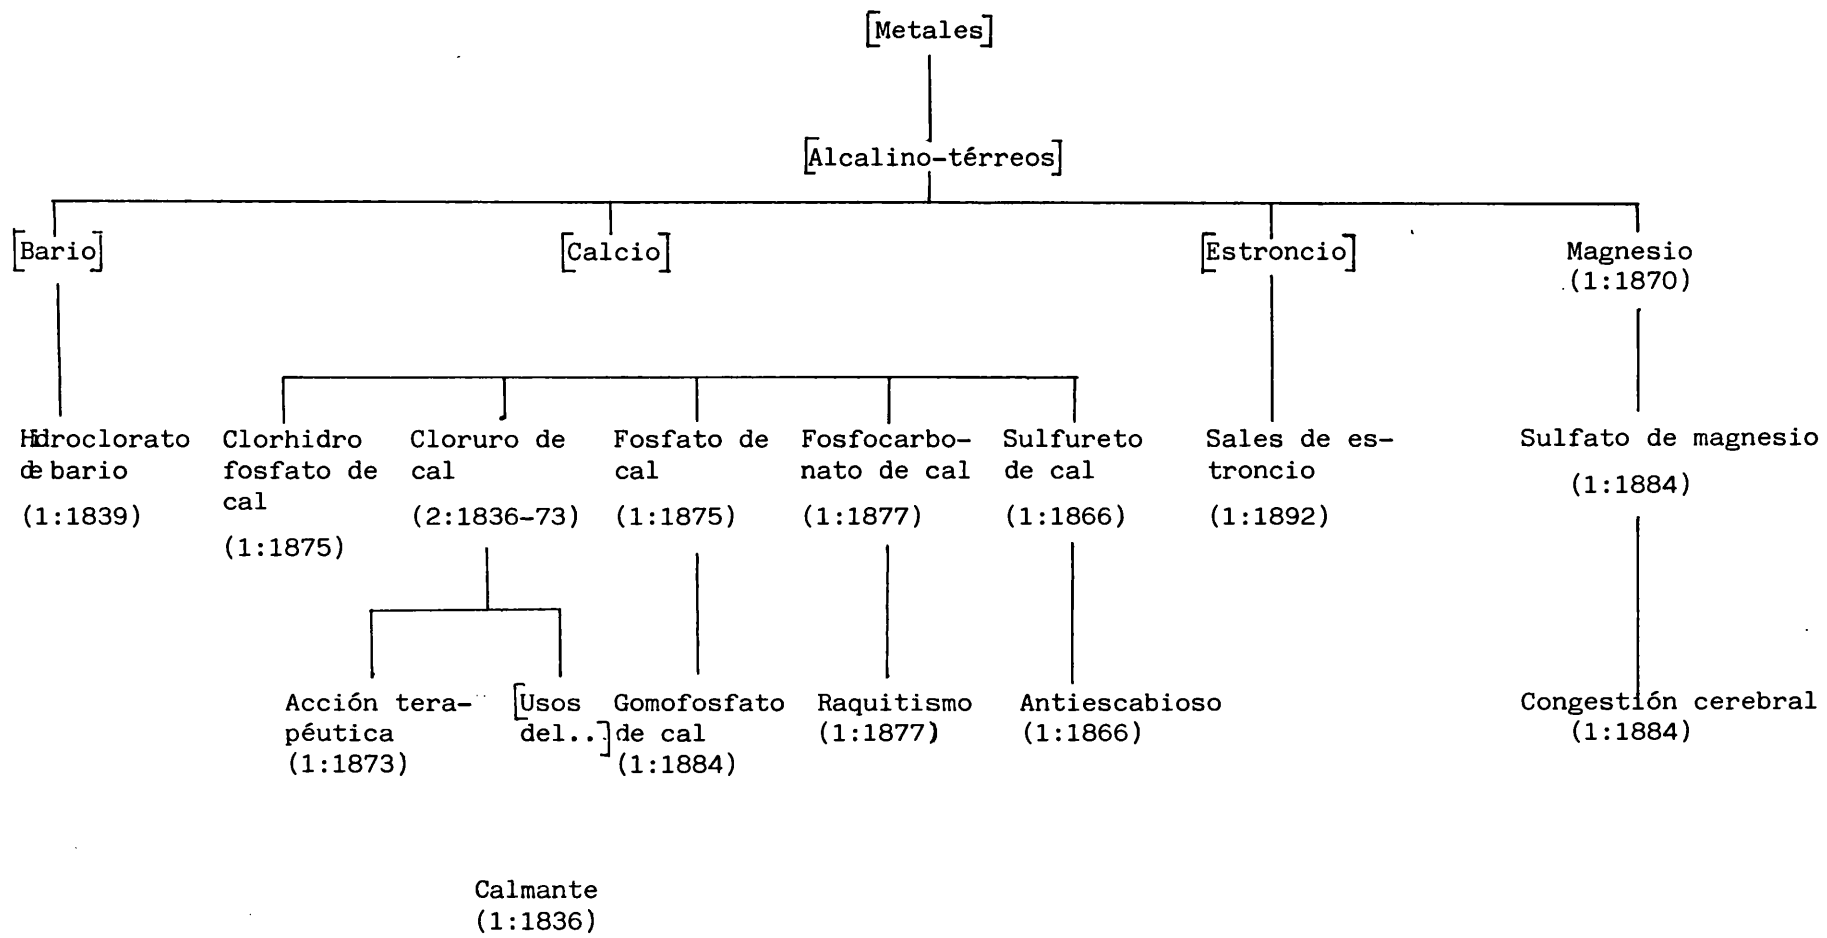 [Metales]
[Alcalino-térreos]
[Bario]
[Calcio]
[Estroncio]
Magnesio
(1:1870)
Hidroclorato
de bario
(1:1839)
Clorhidro
fosfato de
cal
(1:1875)
Cloruro de
cal
(2:1836-73)
Fosfato de
cal
(1:1875)
Fosfocarbo-
nato de cal
(1:1877)
Sulfureto
de cal
(1:1866)
Sales de es-
troncio
(1:1892)
Sulfato de magnesio
(1:1884)
Acción tera-
péutica
(1:1873)
[Usos
del..]
Gomofosfato
de cal
(1:1884)
Raquitismo
(1:1877)
Antiescabioso
(1:1866)
Congestión cerebral
(1:1884)
Calmante
(1:1836)